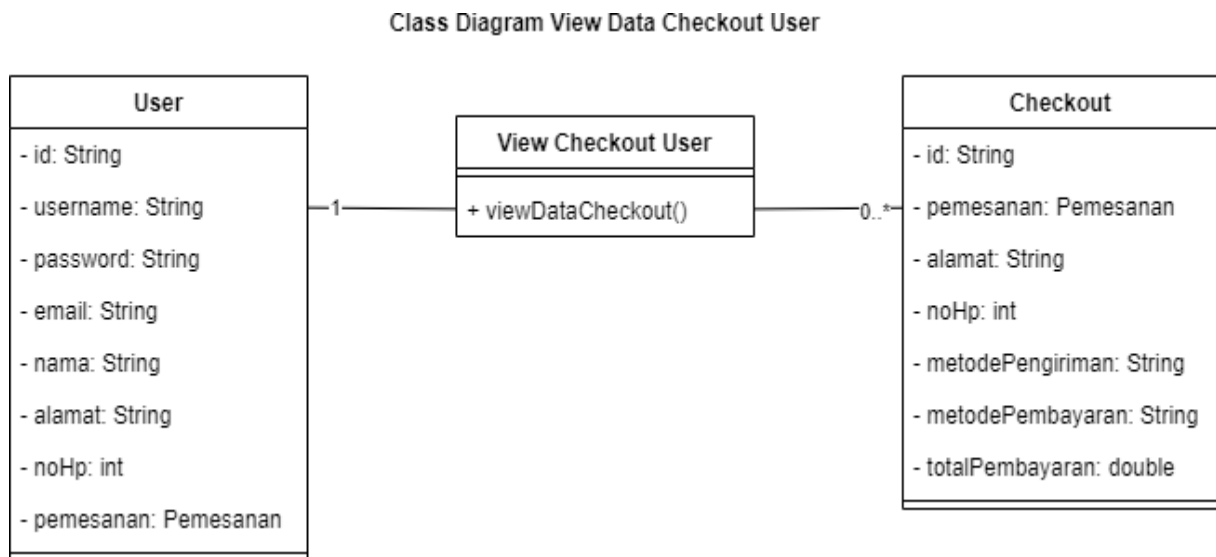 Class Diagram View Data Checkout User
User
- id: String
- username: String
- password: String
- email: String
- nama: String
- alamat: String
- noHp: int
- pemesanan: Pemesanan
1
View Checkout User
+ viewDataCheckout()
0..*
Checkout
- id: String
- pemesanan: Pemesanan
- alamat: String
- noHp: int
- metodePengiriman: String
- metodePembayaran: String
- totalPembayaran: double